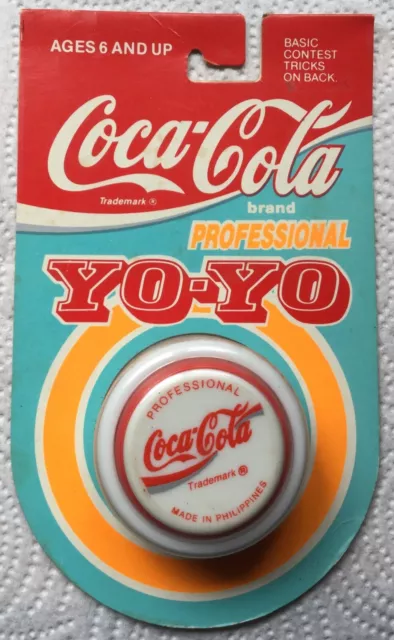 AGES 6 AND UP
BASIC
CONTEST
TRICKS
ON BACK.
Coca-Cola
Trademark ®
brand
PROFESSIONAL
YO-YO
PROFESSIONAL
Coca-Cola
Trademark ®
MADE IN PHILIPPINES